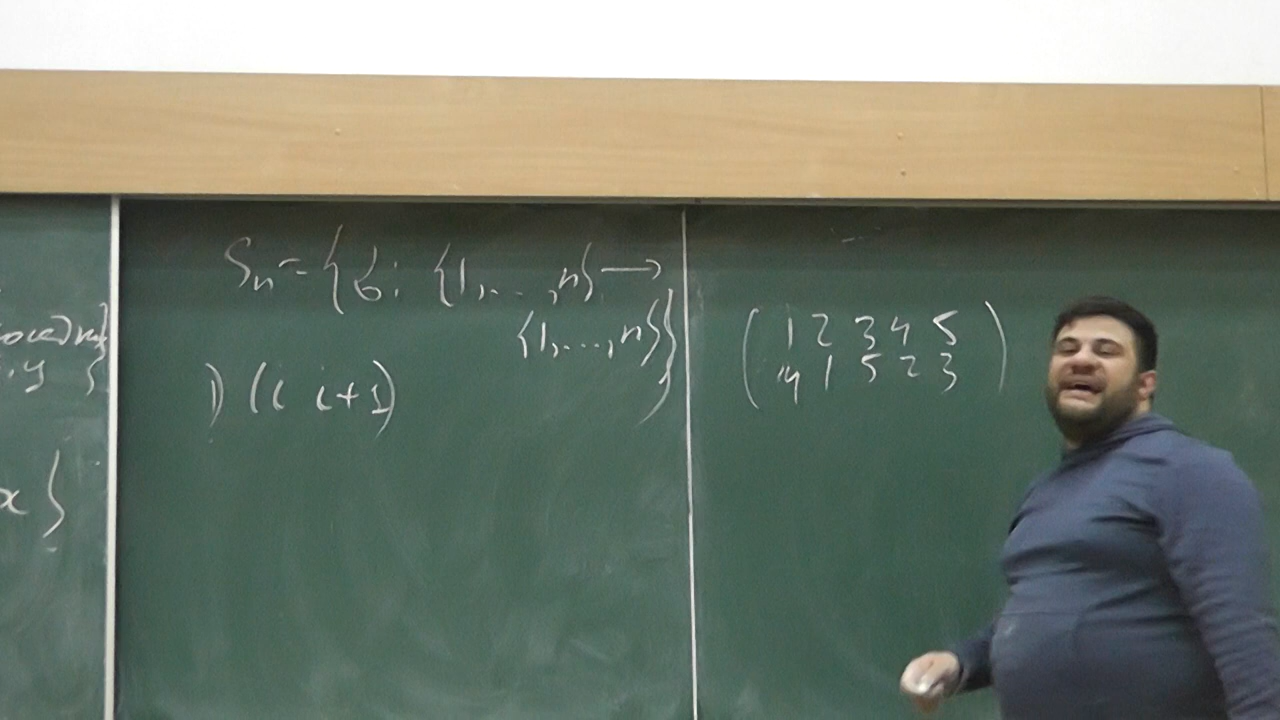 S_n = { σ: {1,...,n} →
{1,...,n}}
1) (i i+1)
( 1 2 3 4 5 )
( 4 1 5 2 3 )
,y }
x }